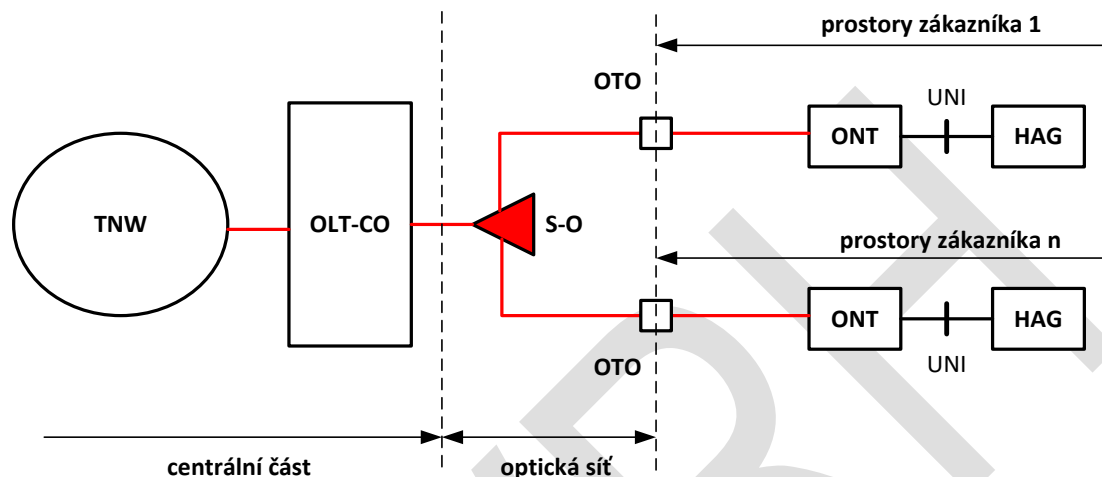 prostory zákazníka 1
OTO
UNI
ONT
HAG
TNW
OLT-CO
S-O
prostory zákazníka n
ONT
HAG
OTO
UNI
centrální část
optická síť